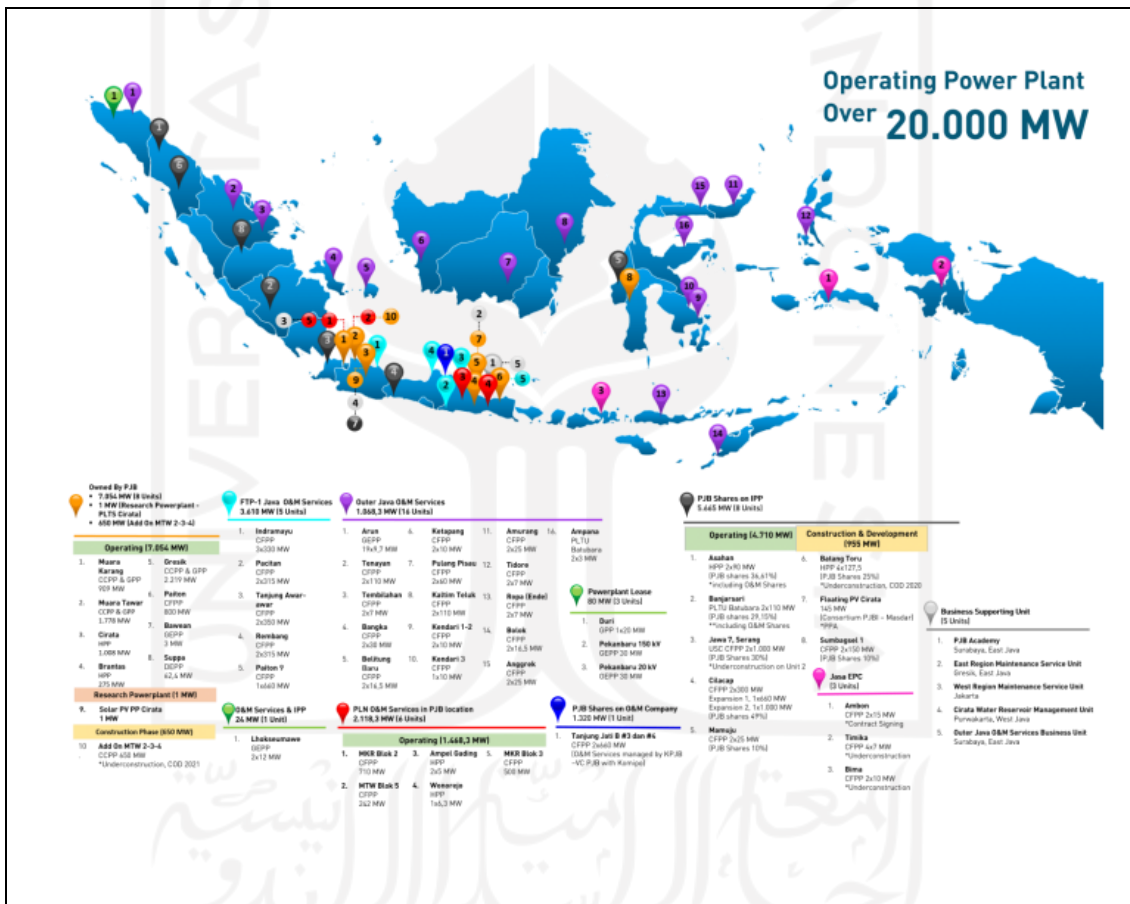 Operating Power Plant
Over 20.000 MW
Owned By PJB
• 7.054 MW (8 Units)
• 1 MW (Research Powerplant -
PLTS Cirata)
• 650 MW (Add On MTW 2-3-4)
Operating (7.054 MW)
Muara
Karang
CCPP & GPP
909 MW
2. Muara Tawar
CCPP & GPP
1.778 MW
Cirata
HPP
1.008 MW
4. Brantas
HPP
275 MW
5. Gresik
CCPP & GPP
2.219 MW
6. Paiton
CFPP
800 MW
7. Bawean
GEPP
3 MW
8. Suppa
DEPP
62,4 MW
Research Powerplant (1 MW)
9. Solar PV PP Cirata
1 MW
Construction Phase (650 MW)
10 Add On MTW 2-3-4
CCPP 650 MW
*Underconstruction, COD 2021
FTP-1 Java O&M Services
3.610 MW (5 Units)
1. Indramayu
CFPP
3x330 MW
2. Pacitan
CFPP
2x315 MW
3. Tanjung Awar-
awar
CFPP
2x350 MW
4. Rembang
CFPP
2x315 MW
5. Paiton 9
CFPP
1x660 MW
O&M Services & IPP
24 MW (1 Unit)
1. Lhokseumawe
GEPP
2x12 MW
Outer Java O&M Services
1.068,3 MW (16 Units)
1. Arun
GEPP
19x9,7 MW
2. Tenayan
CFPP
2x110 MW
3. Tembilahan
CFPP
2x7 MW
4. Bangka
CFPP
2x30 MW
5. Belitung
Baru
CFPP
2x16,5 MW
6. Ketapang
CFPP
2x10 MW
7. Pulang Pisau
CFPP
2x60 MW
8. Kaltim Teluk
CFPP
2x110 MW
9. Kendari 1-2
CFPP
2x10 MW
10. Kendari 3
CFPP
1x10 MW
11. Amurang
CFPP
2x25 MW
12. Tidore
CFPP
2x7 MW
13. Ropa (Ende)
CFPP
2x7 MW
14. Bolok
CFPP
2x16,5 MW
15 Anggrek
CFPP
2x25 MW
16. Ampana
PLTU
Batubara
2x3 MW
PLN O&M Services in PJB location
2.118,3 MW (6 Units)
Operating (1.468,3 MW)
1. MKR Blok 2
CFPP
710 MW
2. MTW Blok 5
CFPP
242 MW
3. Ampel Gading
HPP
2x5 MW
4. Wonorejo
HPP
1x6,3 MW
5. MKR Blok 3
CFPP
500 MW
Powerplant Lease
80 MW (3 Units)
1. Duri
GPP 1x20 MW
2. Pekanbaru 150 kV
GEPP 30 MW
3. Pekanbaru 20 kV
GEPP 30 MW
PJB Shares on O&M Company
1.320 MW (1 Unit)
1. Tanjung Jati B #3 dan #4
CFPP 2x660 MW
(O&M Services managed by KPJB
-VC PJB with Komipo)
PJB Shares on IPP
5.665 MW (8 Units)
Operating (4.710 MW)
1. Asahan
HPP 2x90 MW
(PJB shares 36,61%)
*Including O&M Shares
2. Banjarsari
PLTU Batubara 2x110 MW
(PJB shares 29,15%)
**Including O&M Shares
3. Jawa 7, Serang
USC CFPP 2x1.000 MW
(PJB Shares 30%)
*Underconstruction on Unit 2
4. Cilacap
CFPP 2x300 MW
Expansion 1, 1x660 MW
Expansion 2, 1x1.000 MW
(PJB shares 49%)
5. Mamuju
CFPP 2x25 MW
(PJB Shares 10%)
Construction & Development
(955 MW)
6. Batang Toru
HPP 4x127,5
(PJB Shares 25%)
*Underconstruction, COD 2020
7. Floating PV Cirata
145 MW
(Consortium PJBI - Masdar)
*PPA
8. Sumbagsel 1
CFPP 2x150 MW
(PJB Shares 10%)
Jasa EPC
(3 Units)
1. Ambon
CFPP 2x15 MW
*Contract Signing
2. Timika
CFPP 4x7 MW
*Underconstruction
3. Bima
CFPP 2x10 MW
*Underconstruction
Business Supporting Unit
(5 Units)
1. PJB Academy
Surabaya, East Java
2. East Region Maintenance Service Unit
Gresik, East Java
3. West Region Maintenance Service Unit
Jakarta
4. Cirata Water Reservoir Management Unit
Purwakarta, West Java
5. Outer Java O&M Services Business Unit
Surabaya, East Java